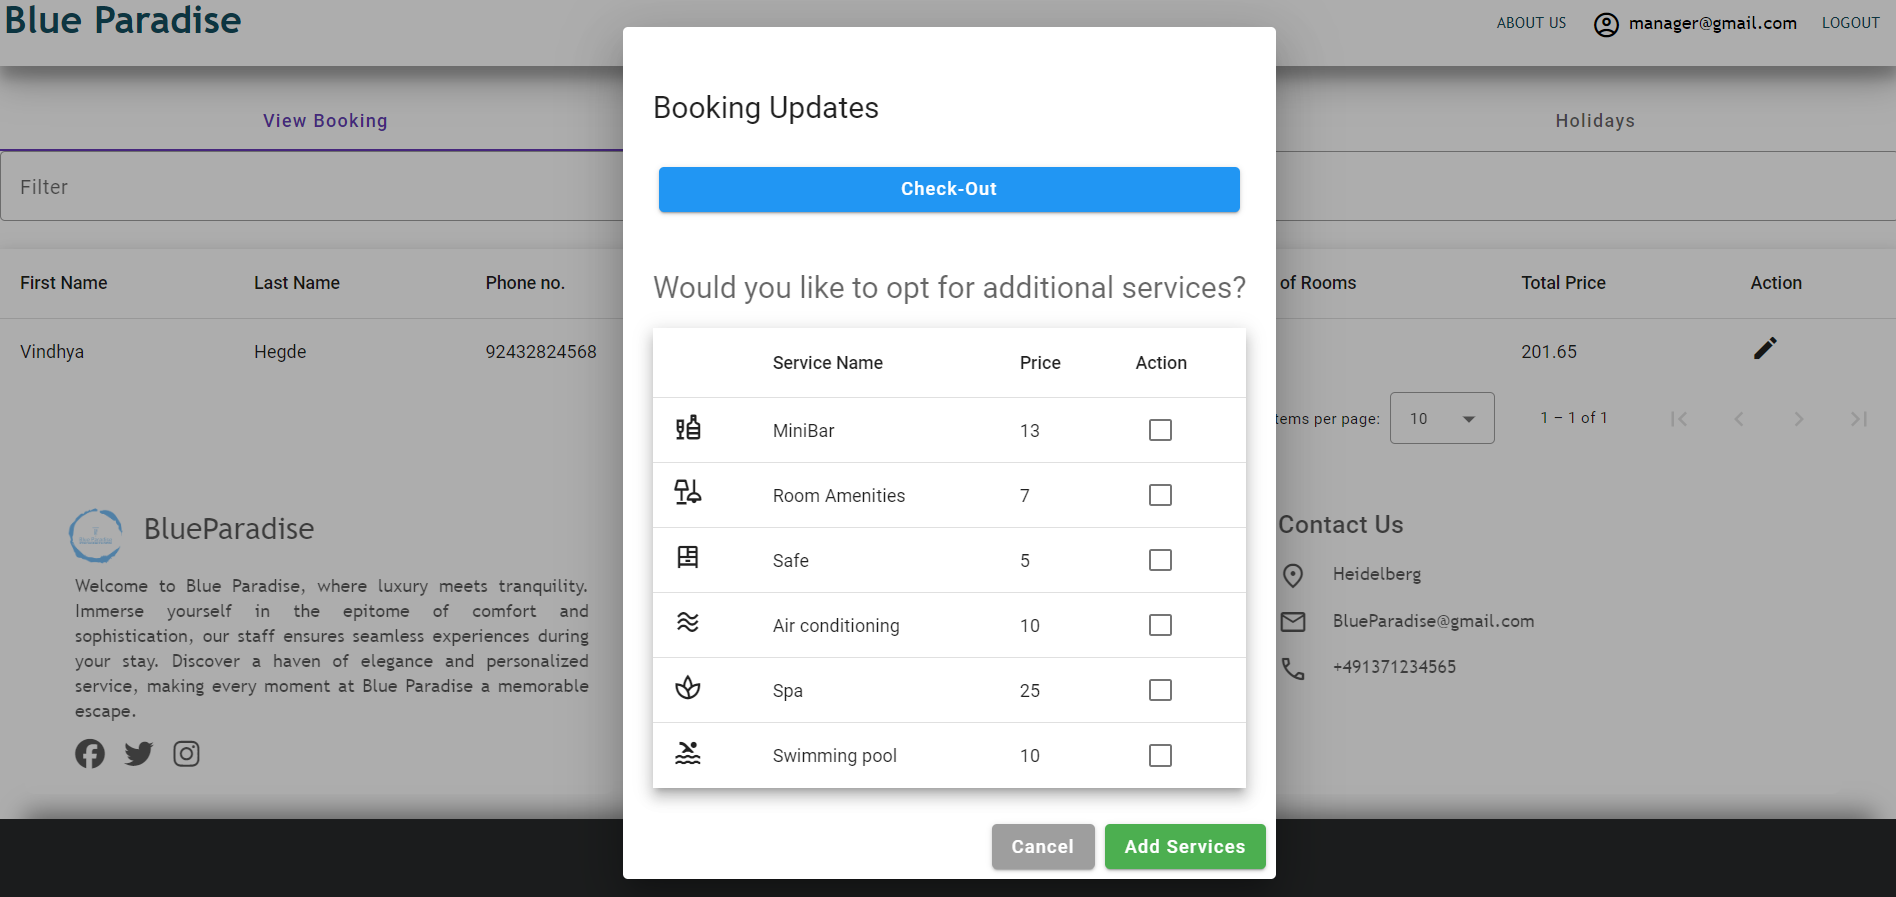 Blue Paradise
ABOUT US
manager@gmail.com
LOGOUT
View Booking
Holidays
Filter
First Name
Last Name
Phone no.
of Rooms
Total Price
Action
Vindhya
Hegde
92432824568
201.65
tems per page:
10
1 – 1 of 1
Booking Updates
Check-Out
Would you like to opt for additional services?
Service Name
Price
Action
MiniBar
13
Room Amenities
7
Safe
5
Air conditioning
10
Spa
25
Swimming pool
10
Cancel
Add Services
BlueParadise
Welcome to Blue Paradise, where luxury meets tranquility.
Immerse yourself in the epitome of comfort and
sophistication, our staff ensures seamless experiences during
your stay. Discover a haven of elegance and personalized
service, making every moment at Blue Paradise a memorable
escape.
Contact Us
Heidelberg
BlueParadise@gmail.com
+491371234565